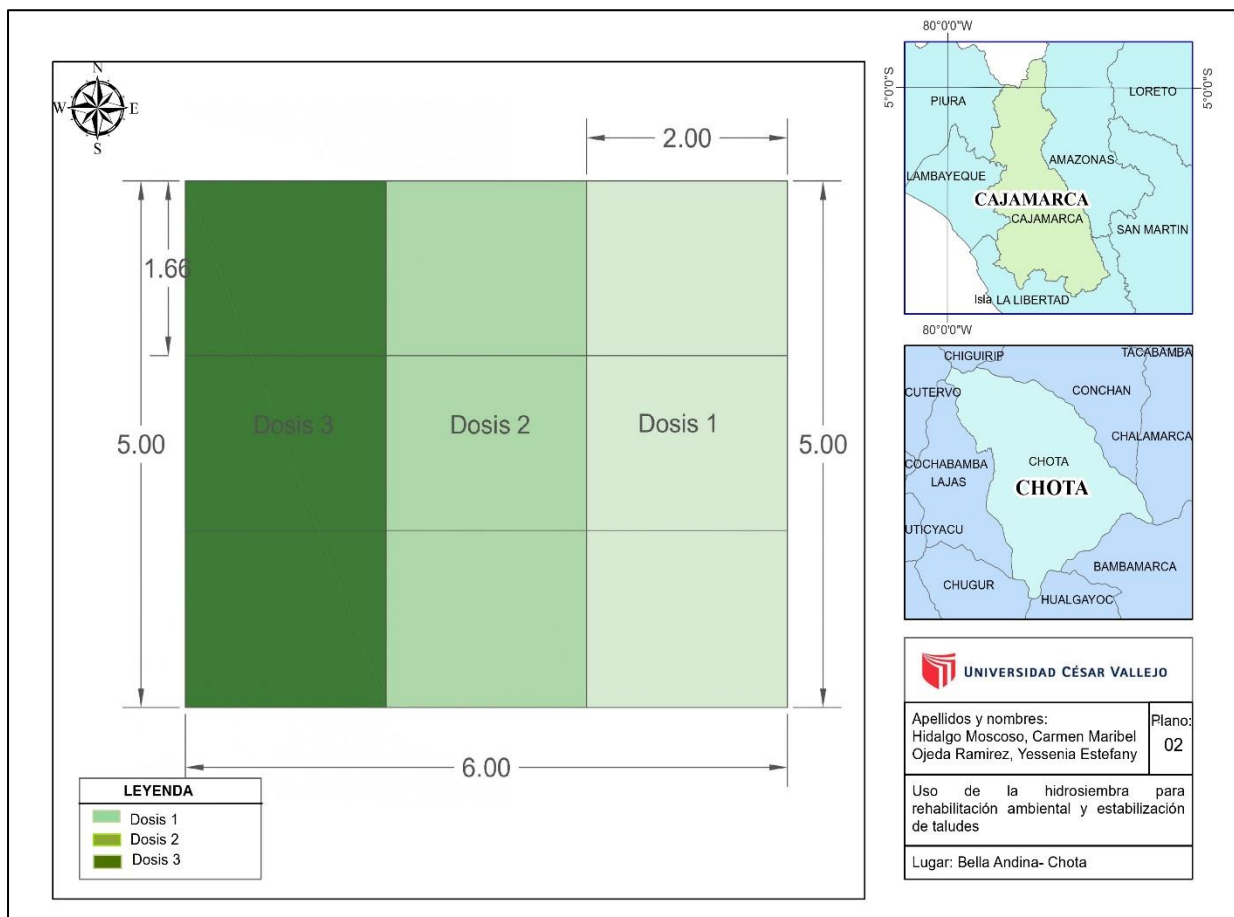 N
W E
S
2.00
1.66
5.00
5.00
Dosis 3
Dosis 2
Dosis 1
6.00
LEYENDA
Dosis 1
Dosis 2
Dosis 3
80°0'0"W
5°0'0"S
5°0'0"S
PIURA
LORETO
AMAZONAS
LAMBAYEQUE
CAJAMARCA
CAJAMARCA
SAN MARTIN
Isla LA LIBERTAD
80°0'0"W
CHIGUIRIP
TACABAMBA
CUTERVO
CONCHAN
CHALAMARCA
COCHABAMBA
CHOTA
LAJAS
CHOTA
UTICYACU
BAMBAMARCA
CHUGUR
HUALGAYOC
UNIVERSIDAD CÉSAR VALLEJO
Apellidos y nombres:
Hidalgo Moscoso, Carmen Maribel
Ojeda Ramirez, Yessenia Estefany
Plano:
02
Uso de la hidrosiembra para
rehabilitación ambiental y estabilización
de taludes
Lugar: Bella Andina- Chota